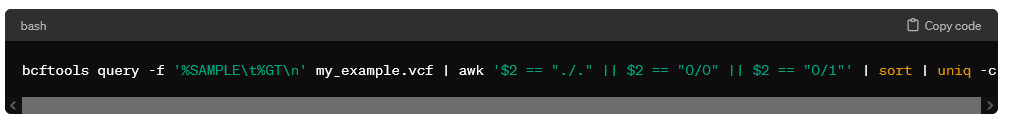 bash
Copy code
bcftools query -f '%SAMPLE\t%GT\n' my_example.vcf | awk '$2 == "./." || $2 == "0/0" || $2 == "0/1"' | sort | uniq -c